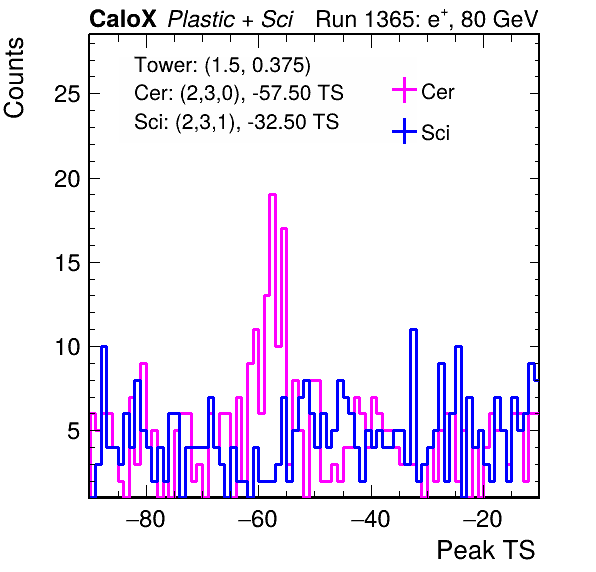 CaloX Plastic + Sci Run 1365: e+, 80 GeV
Tower: (1.5, 0.375)
Cer: (2,3,0), -57.50 TS
Sci: (2,3,1), -32.50 TS
Cer
Sci
Counts
25
20
15
10
5
−80 −60 −40 −20
Peak TS